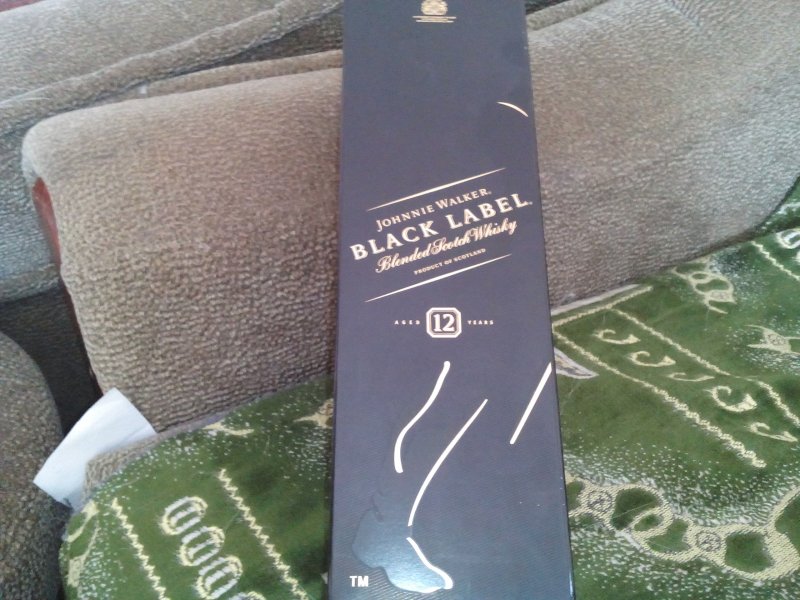 JOHNNIE WALKER.
BLACK LABEL.
Blended Scotch Whisky
PRODUCT OF SCOTLAND
AGED 12 YEARS
TM